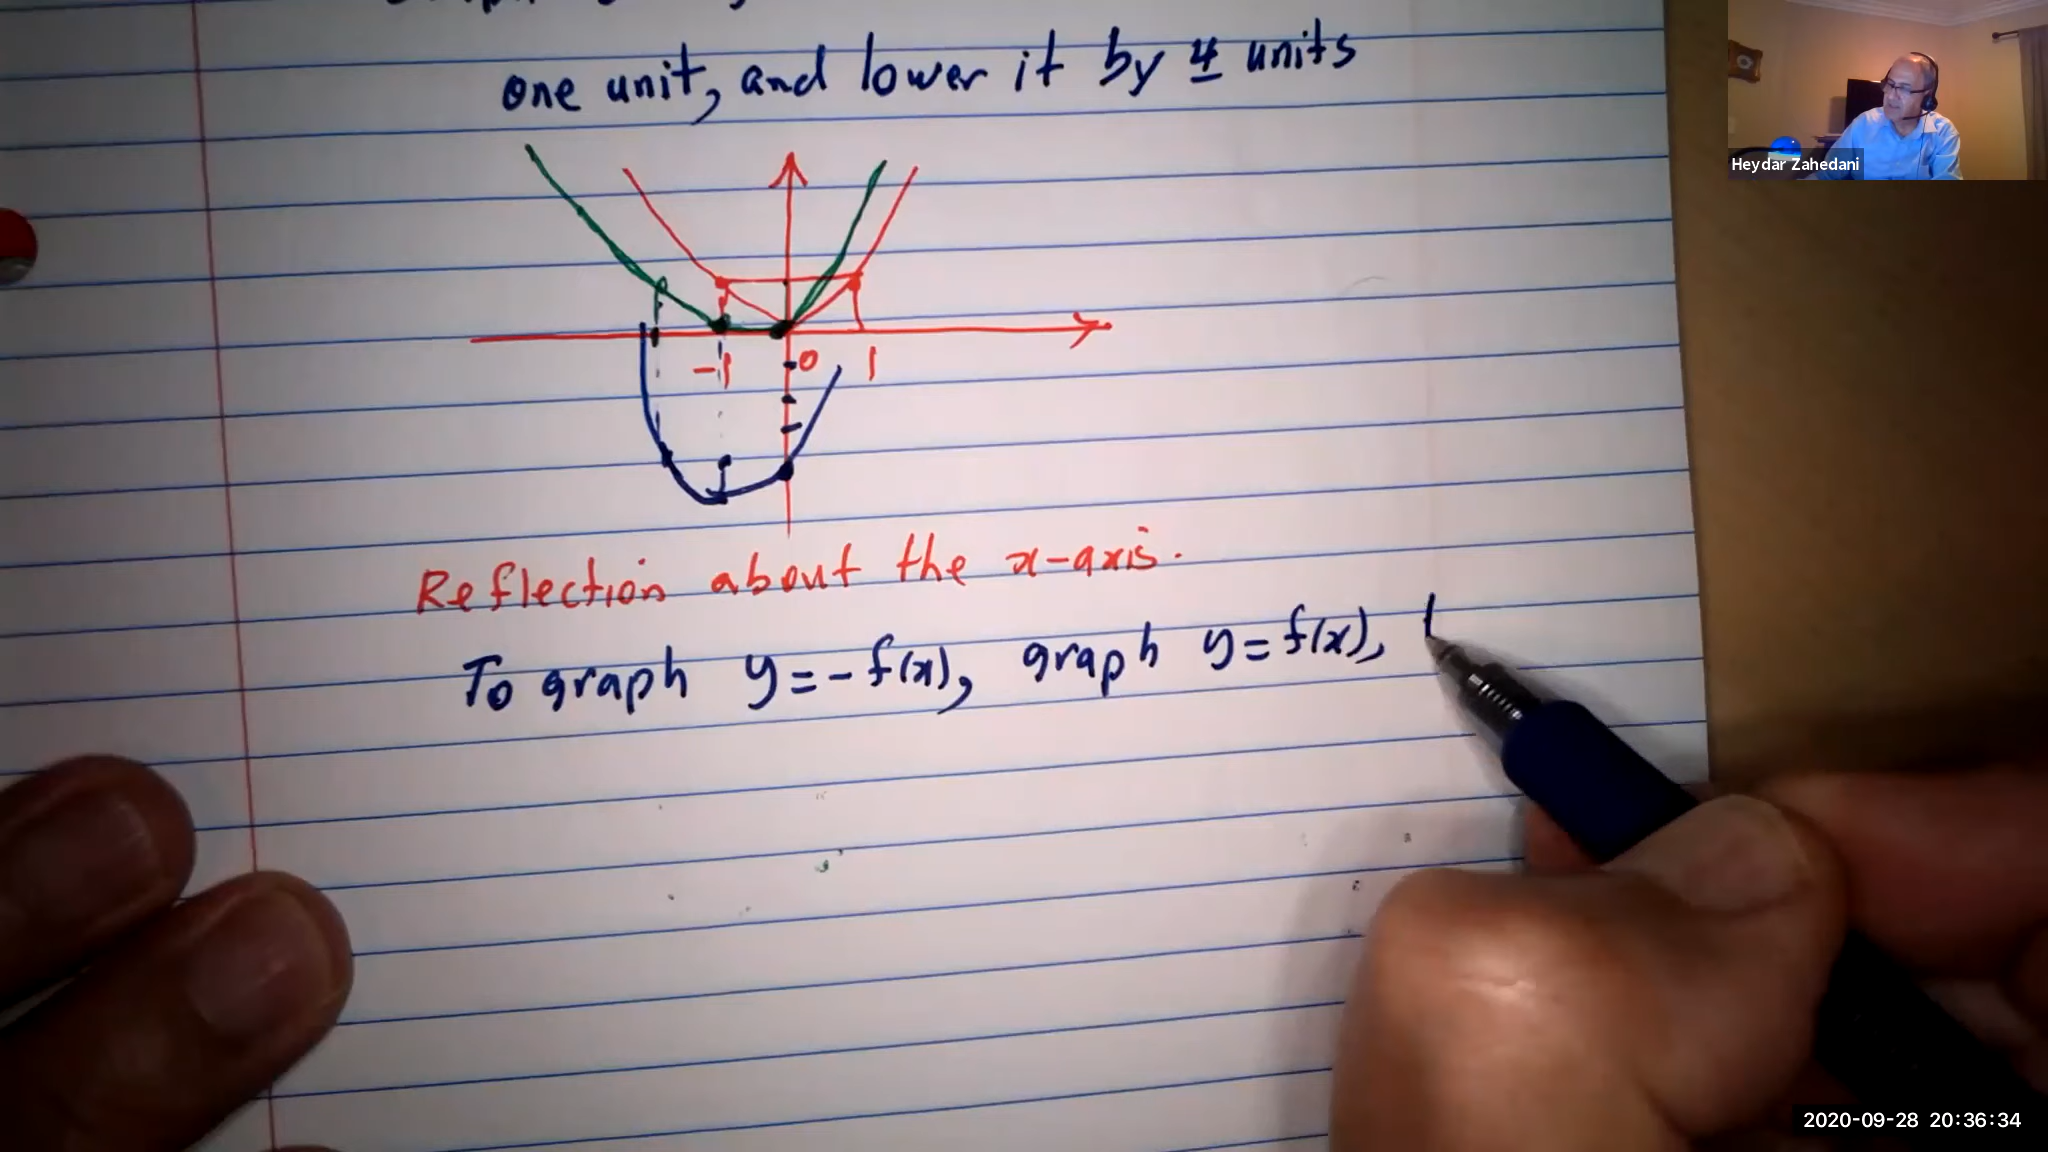 one unit, and lower it by 4 units
Heydar Zahedani
-1 0 1
Reflection about the x-axis.
To graph y = -f(x), graph y = f(x),
2020-09-28 20:36:34